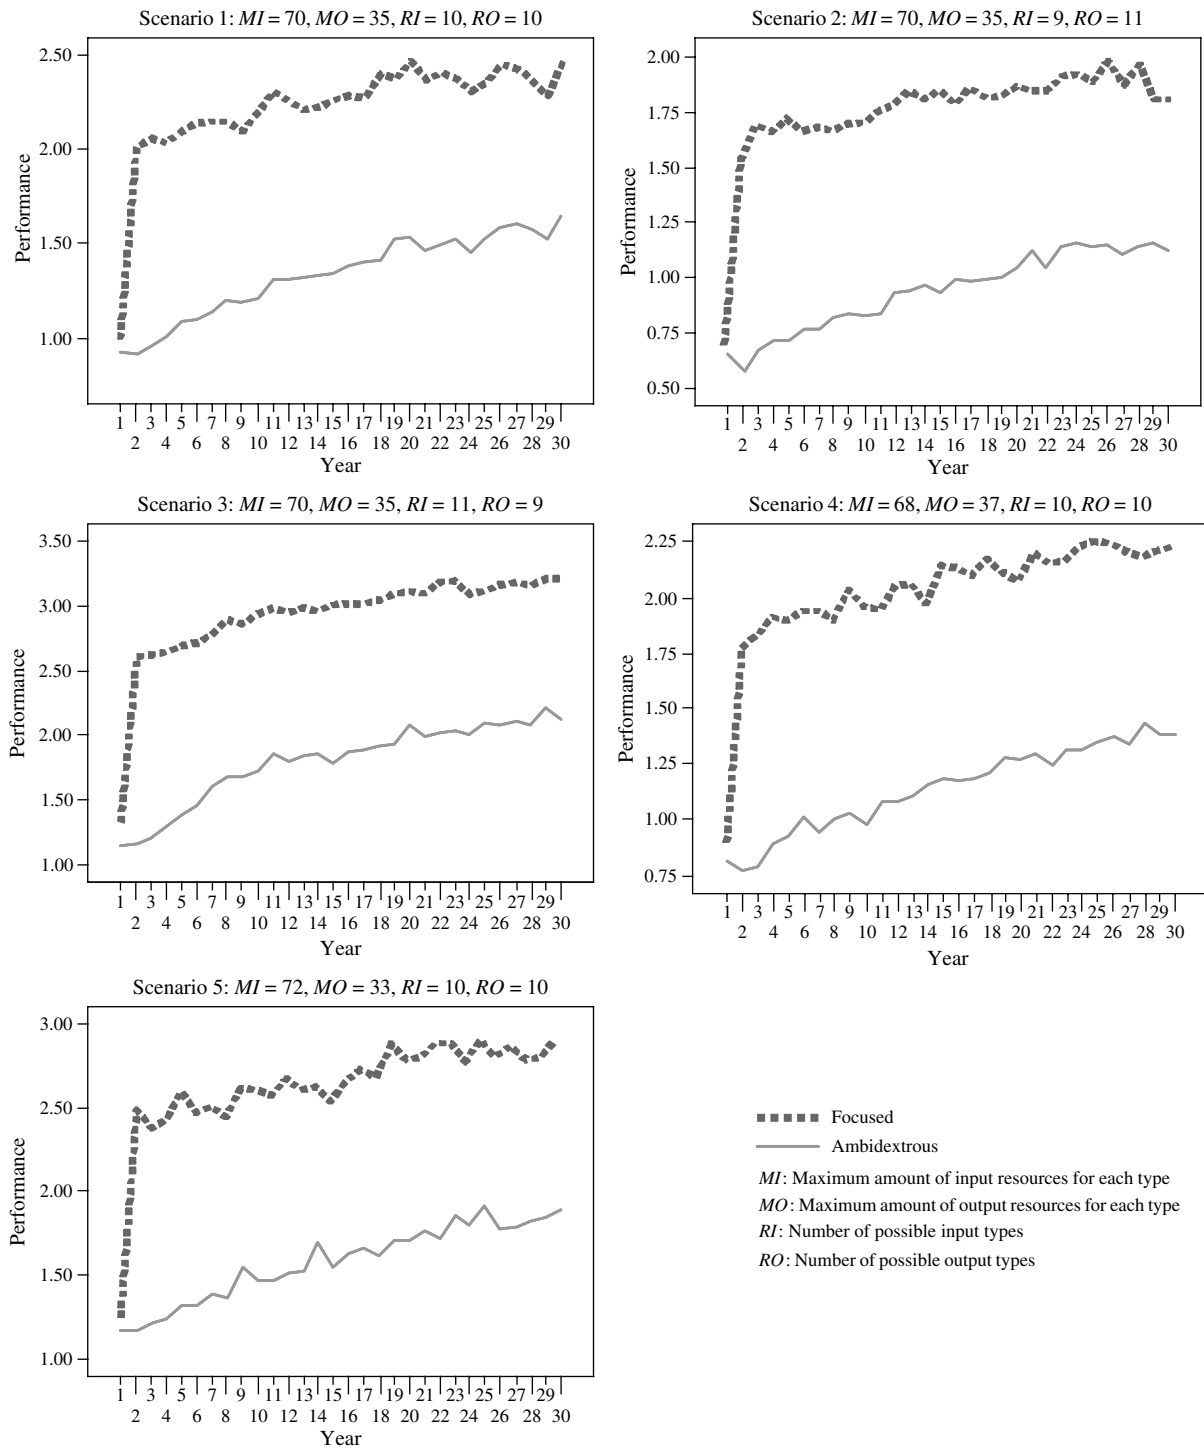 Scenario 1: MI = 70, MO = 35, RI = 10, RO = 10
2.50
2.00
1.50
1.00
Performance
1 3 5 7 9 11 13 15 17 19 21 23 25 27 29
2 4 6 8 10 12 14 16 18 20 22 24 26 28 30
Year
Scenario 2: MI = 70, MO = 35, RI = 9, RO = 11
2.00
1.75
1.50
1.25
1.00
0.75
0.50
Performance
1 3 5 7 9 11 13 15 17 19 21 23 25 27 29
2 4 6 8 10 12 14 16 18 20 22 24 26 28 30
Year
Scenario 3: MI = 70, MO = 35, RI = 11, RO = 9
3.50
3.00
2.50
2.00
1.50
1.00
Performance
1 3 5 7 9 11 13 15 17 19 21 23 25 27 29
2 4 6 8 10 12 14 16 18 20 22 24 26 28 30
Year
Scenario 4: MI = 68, MO = 37, RI = 10, RO = 10
2.25
2.00
1.75
1.50
1.25
1.00
0.75
Performance
1 3 5 7 9 11 13 15 17 19 21 23 25 27 29
2 4 6 8 10 12 14 16 18 20 22 24 26 28 30
Year
Scenario 5: MI = 72, MO = 33, RI = 10, RO = 10
3.00
2.50
2.00
1.50
1.00
Performance
1 3 5 7 9 11 13 15 17 19 21 23 25 27 29
2 4 6 8 10 12 14 16 18 20 22 24 26 28 30
Year
Focused
Ambidextrous
MI: Maximum amount of input resources for each type
MO: Maximum amount of output resources for each type
RI: Number of possible input types
RO: Number of possible output types